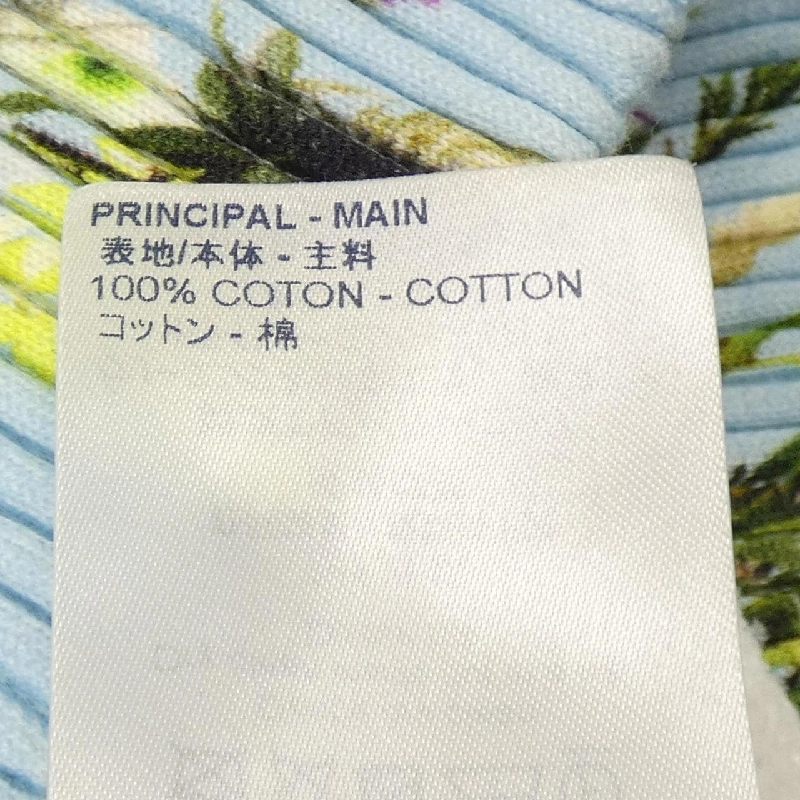 PRINCIPAL - MAIN
表地/本体 - 主料
100% COTON - COTTON
コットン - 棉